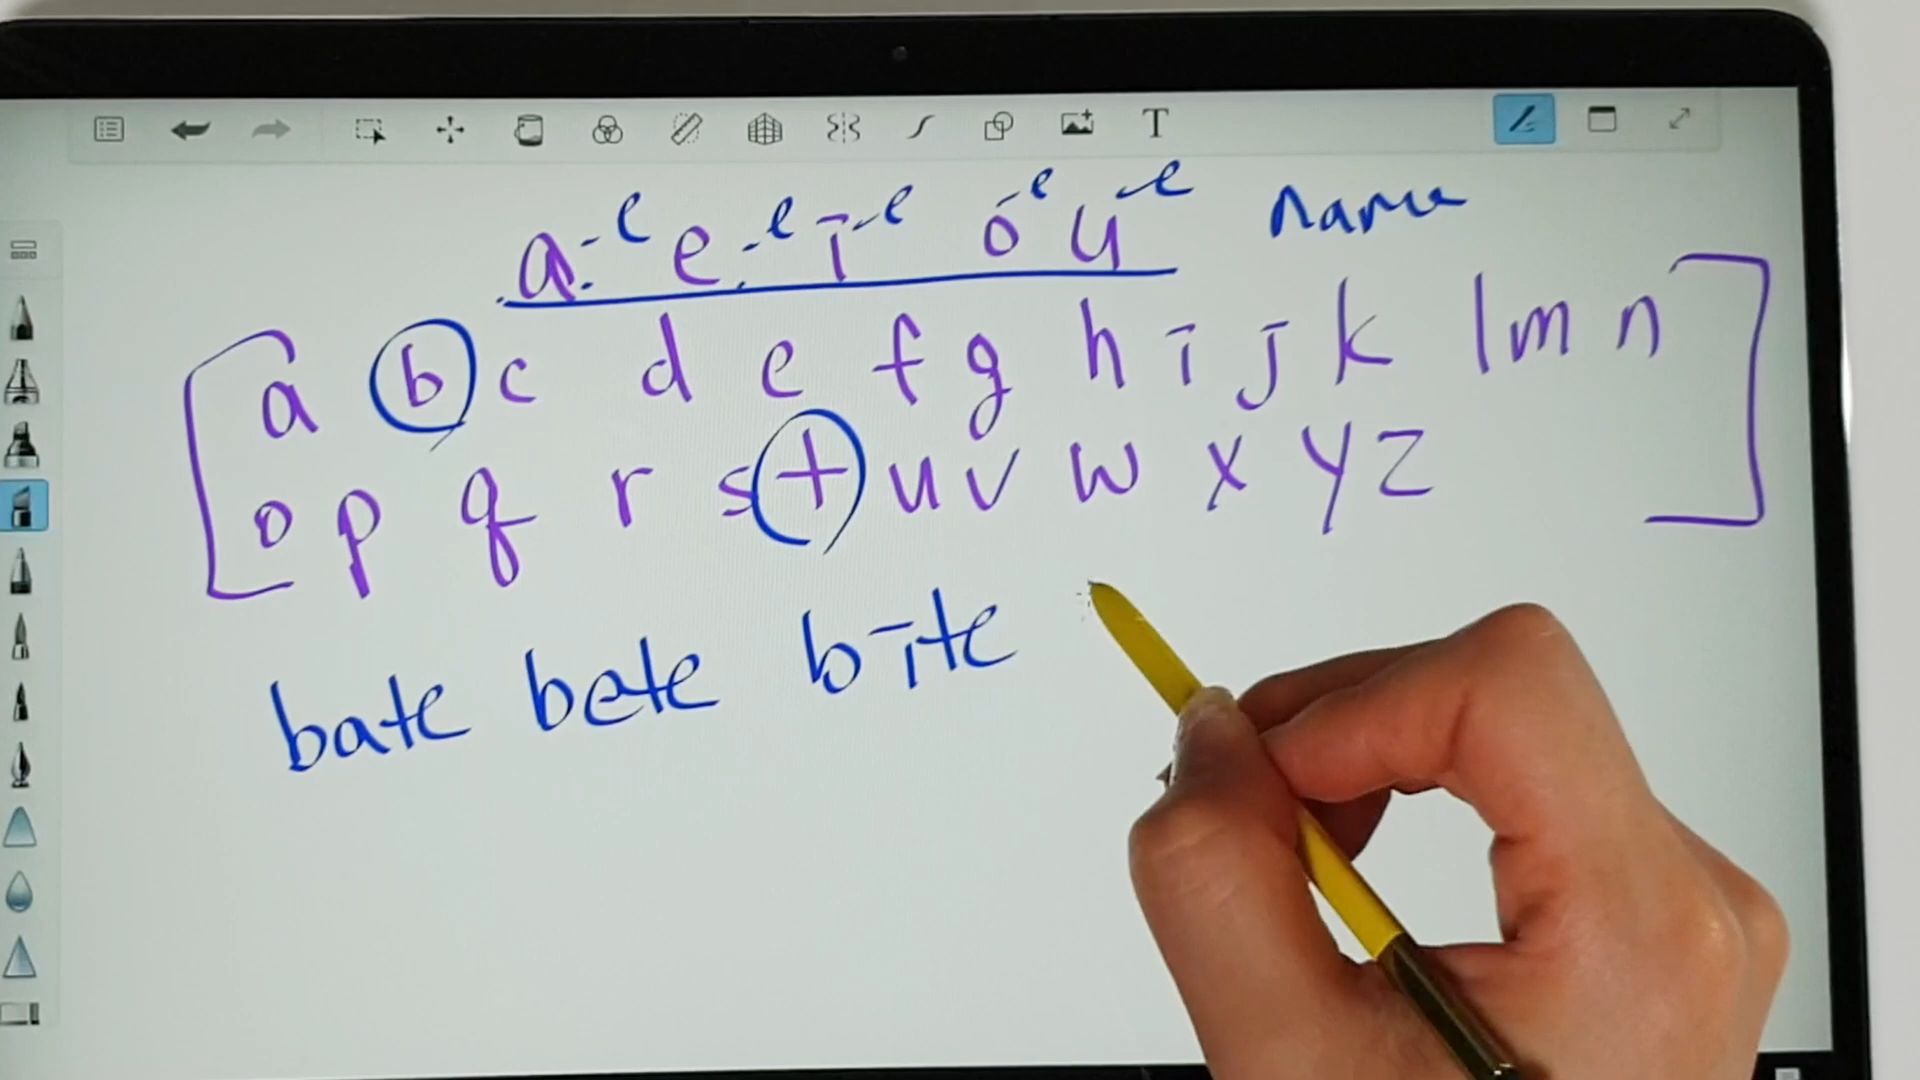 a-e e-e i-e o-e u-e name
a b c d e f g h i j k l m n
o p q r s t u v w x y z
bate bete bite
T